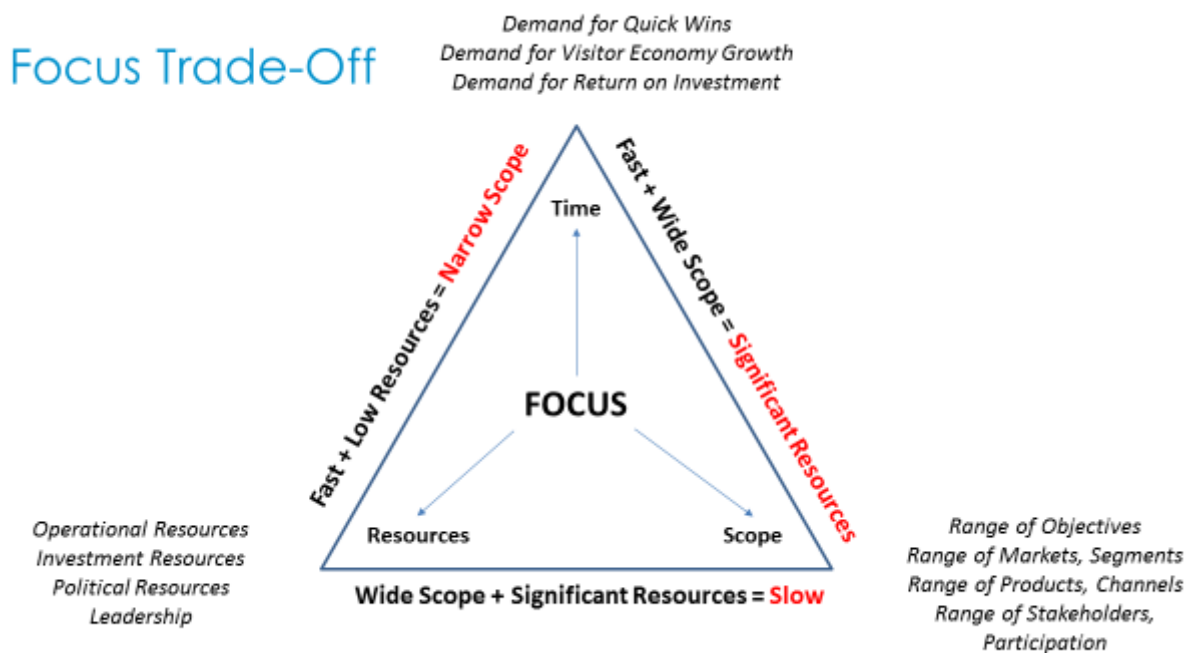 Focus Trade-Off
Demand for Quick Wins
Demand for Visitor Economy Growth
Demand for Return on Investment
Fast + Low Resources = Narrow Scope
Fast + Wide Scope = Significant Resources
Time
FOCUS
Resources
Scope
Wide Scope + Significant Resources = Slow
Operational Resources
Investment Resources
Political Resources
Leadership
Range of Objectives
Range of Markets, Segments
Range of Products, Channels
Range of Stakeholders,
Participation